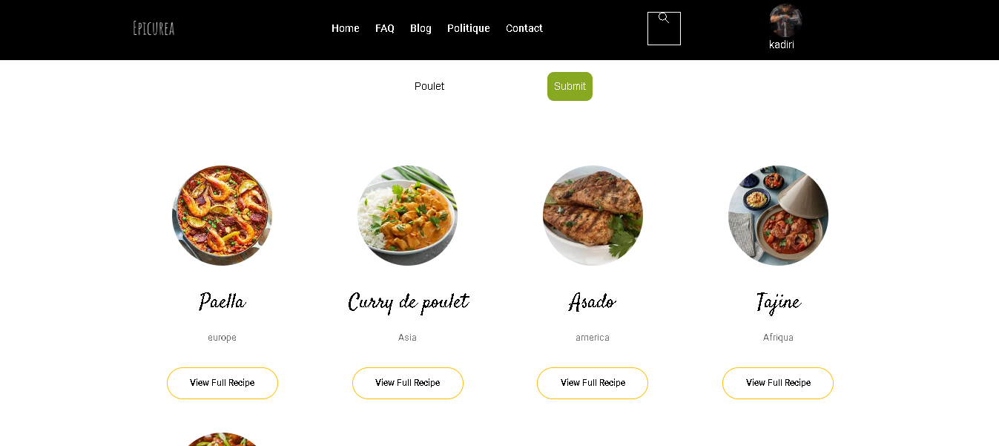 Epicurea
Home FAQ Blog Politique Contact
kadiri
Poulet Submit
Paella Curry de poulet Asado Tajine
europe Asia america Afriqua
View Full Recipe View Full Recipe View Full Recipe View Full Recipe